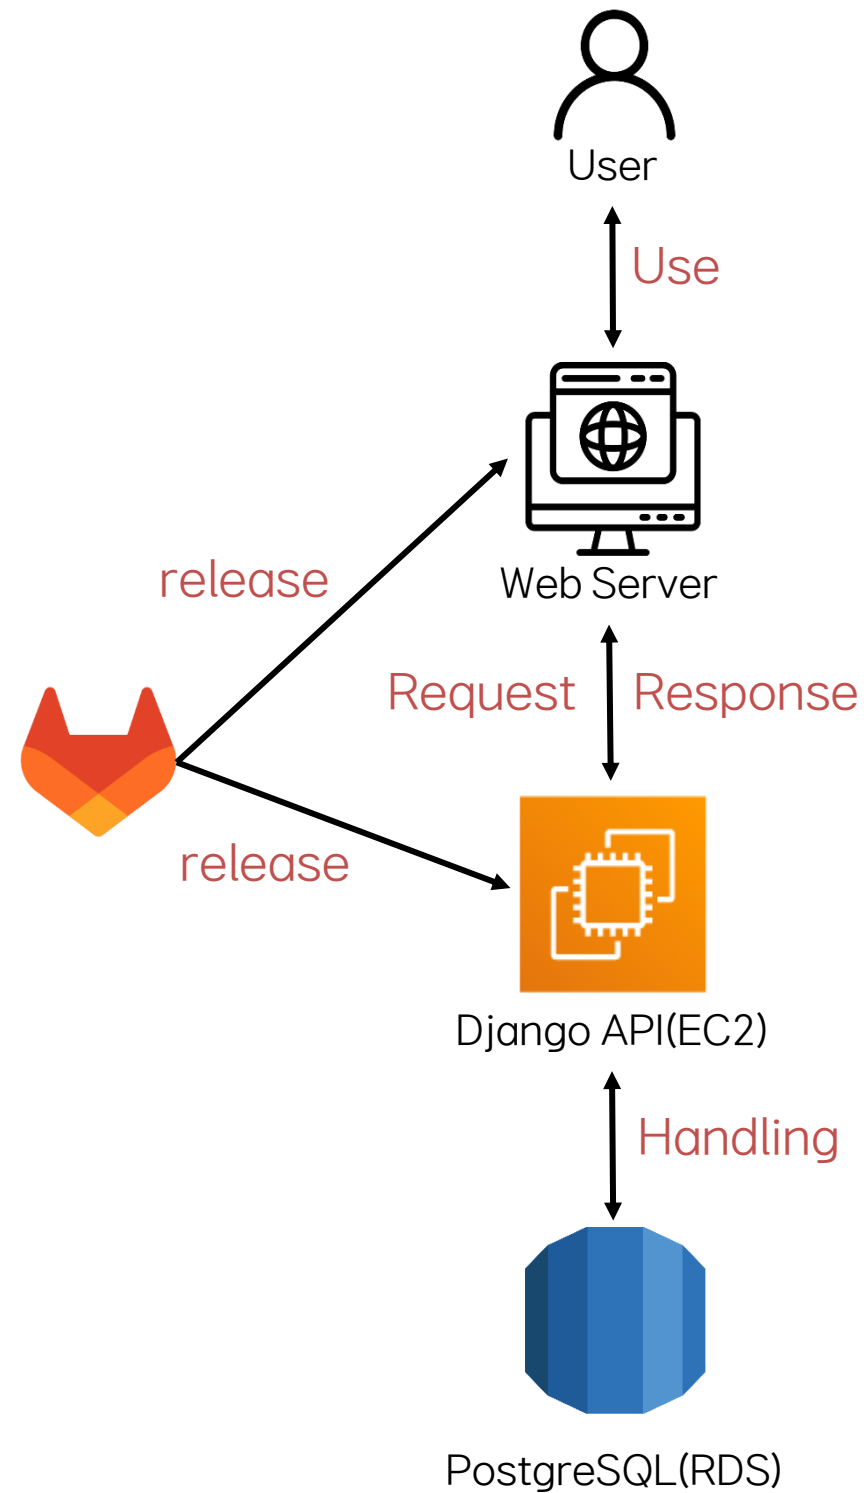 User
Use
release
Web Server
Request
Response
release
Django API(EC2)
Handling
PostgreSQL(RDS)